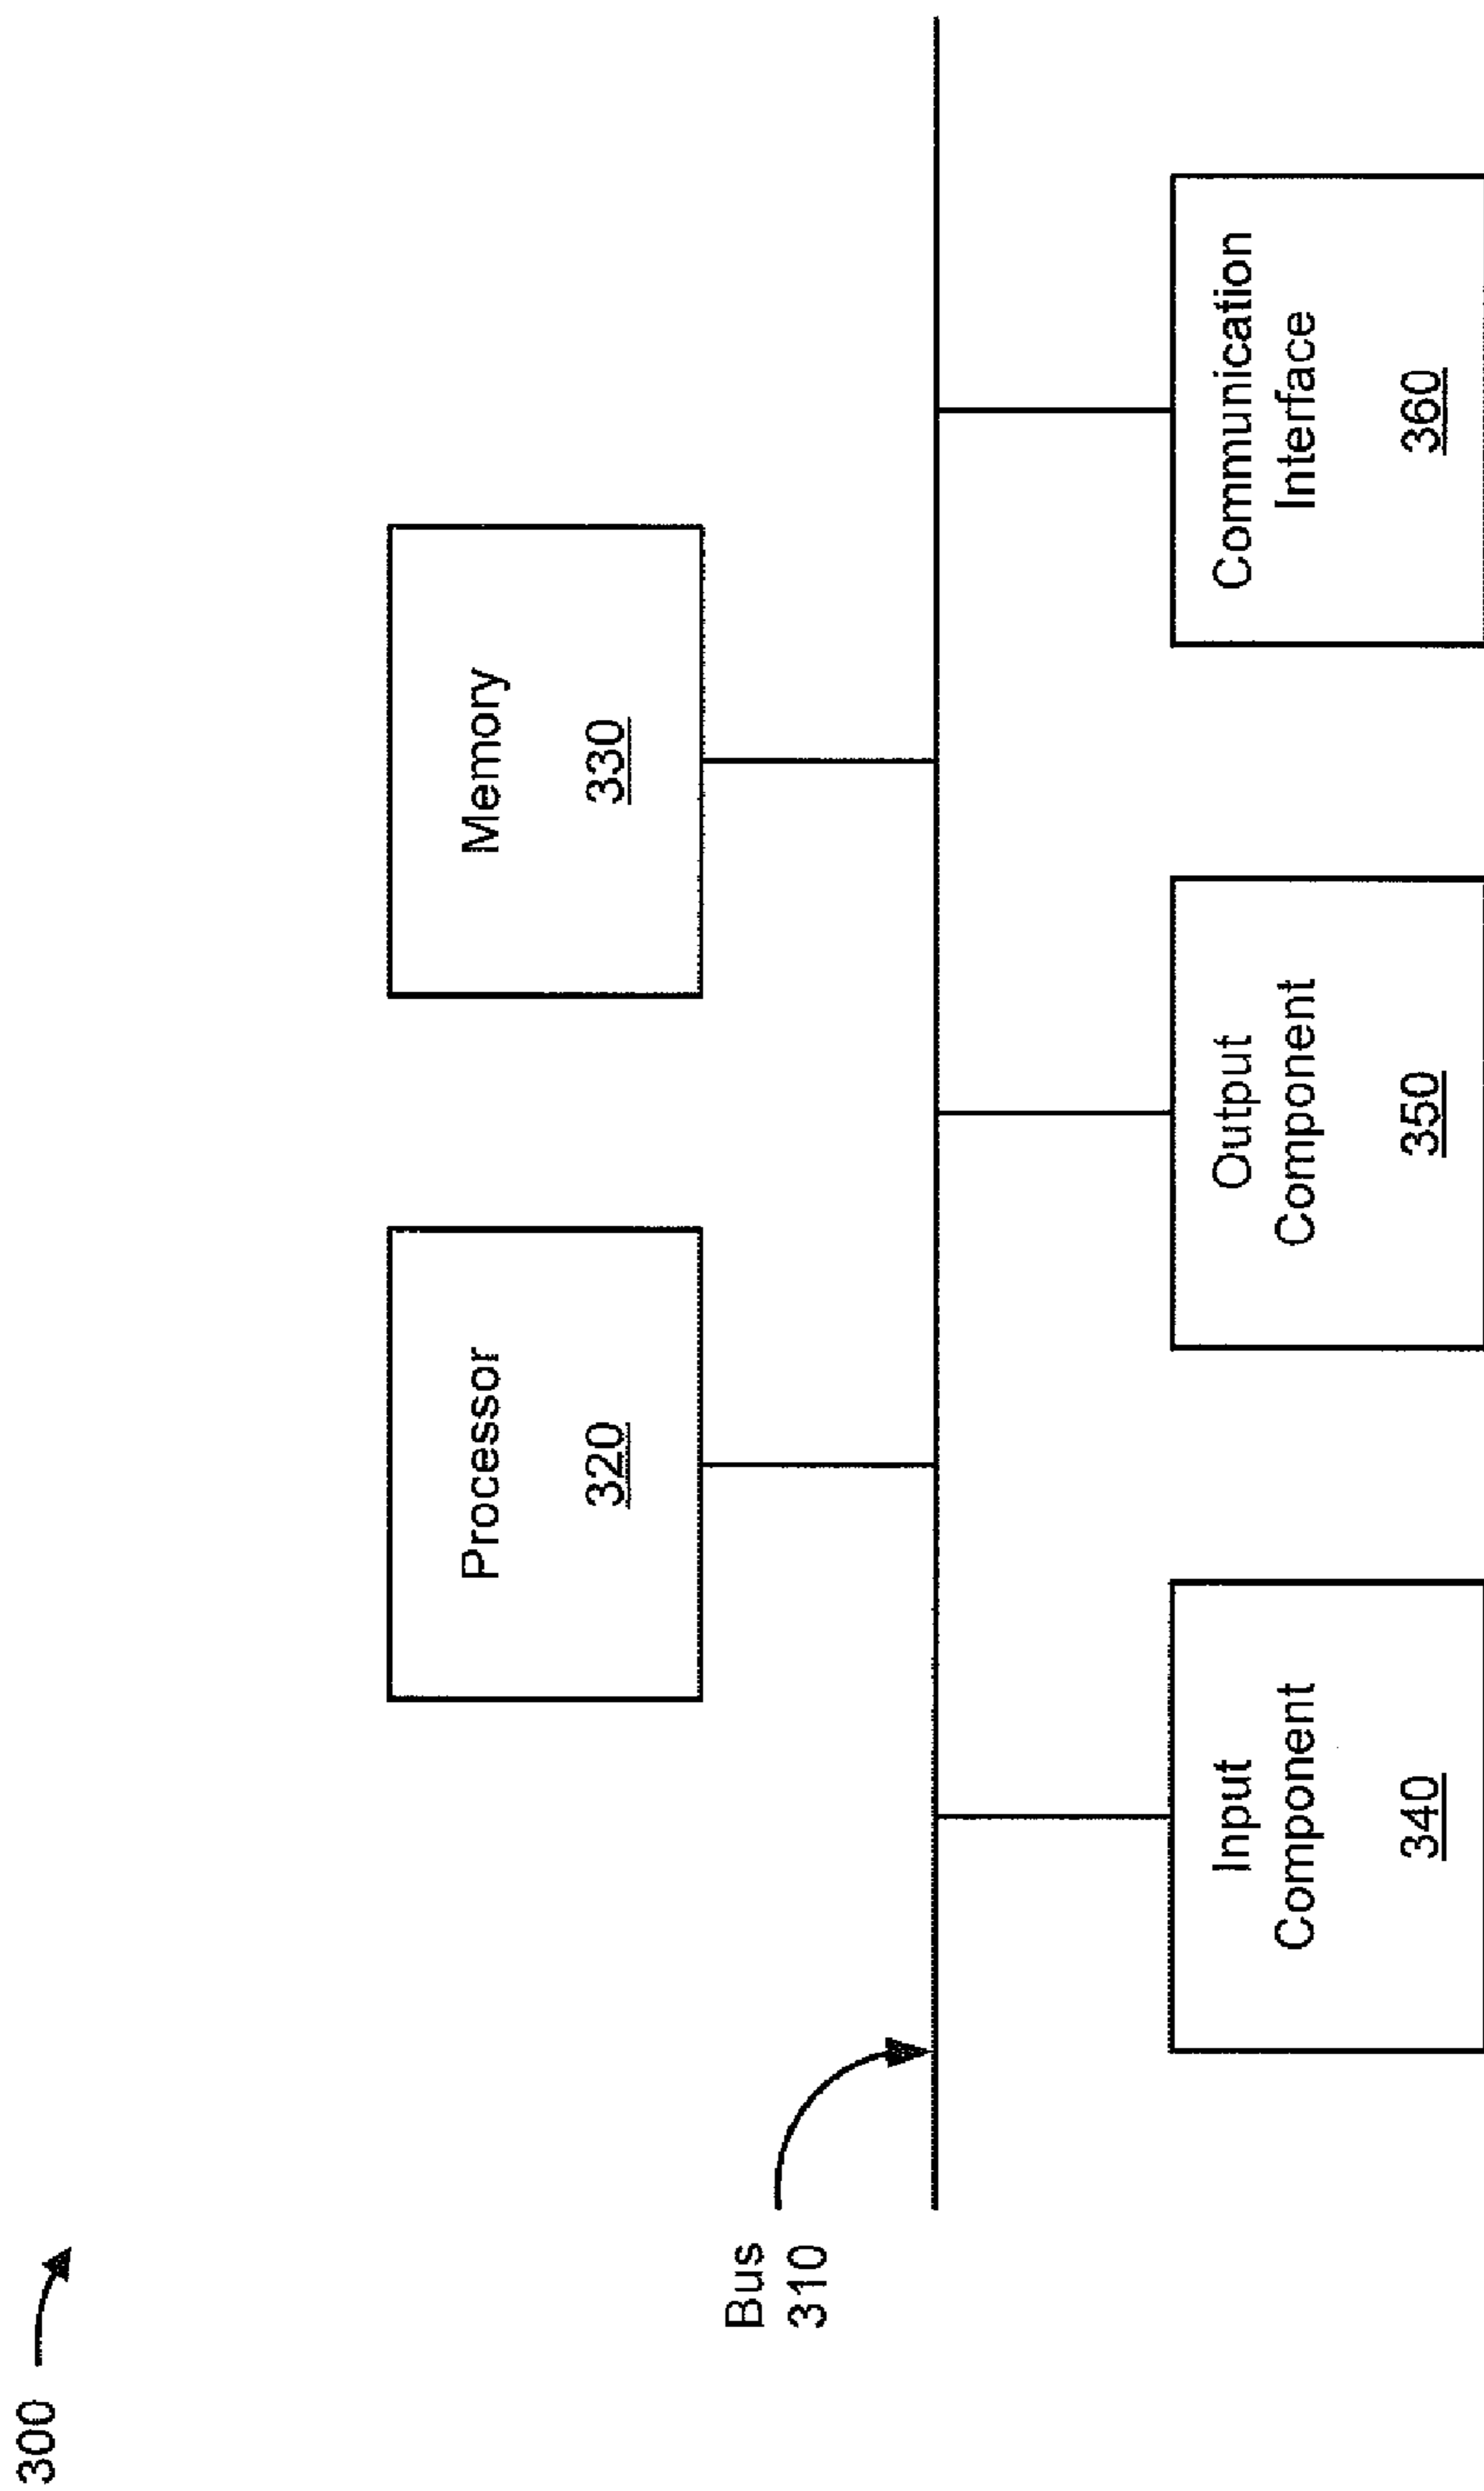 300
Processor
320
Memory
330
Bus
310
Input
Component
340
Output
Component
350
Communication
Interface
360